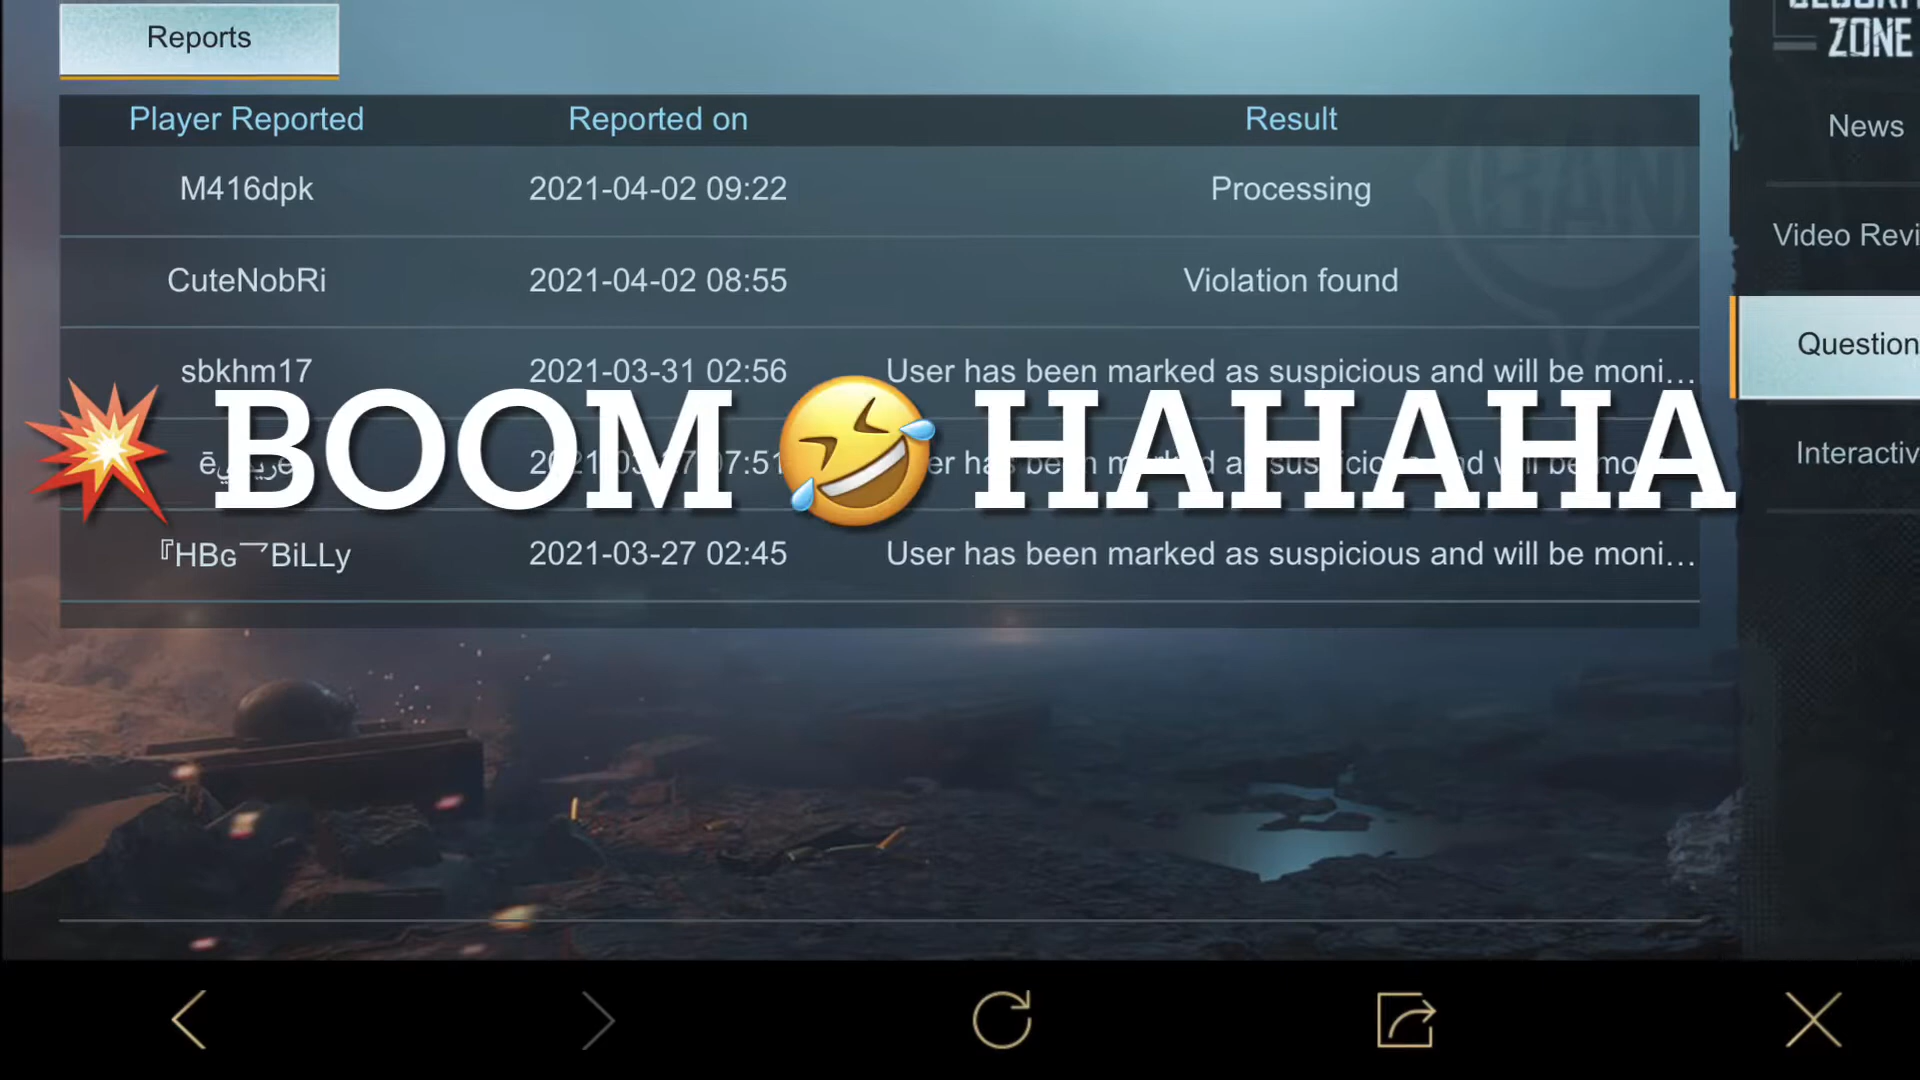 Reports
ZONE
Player Reported Reported on Result
News
M416dpk 2021-04-02 09:22 Processing
BAN
Video Revi
CuteNobRi 2021-04-02 08:55 Violation found
Question
sbkhm17 2021-03-31 02:56 User has been marked as suspicious and will be moni...
💥 BOOM 🤣 HAHAHA
Interactiv
『HBɢ乛BiLLy 2021-03-27 02:45 User has been marked as suspicious and will be moni...